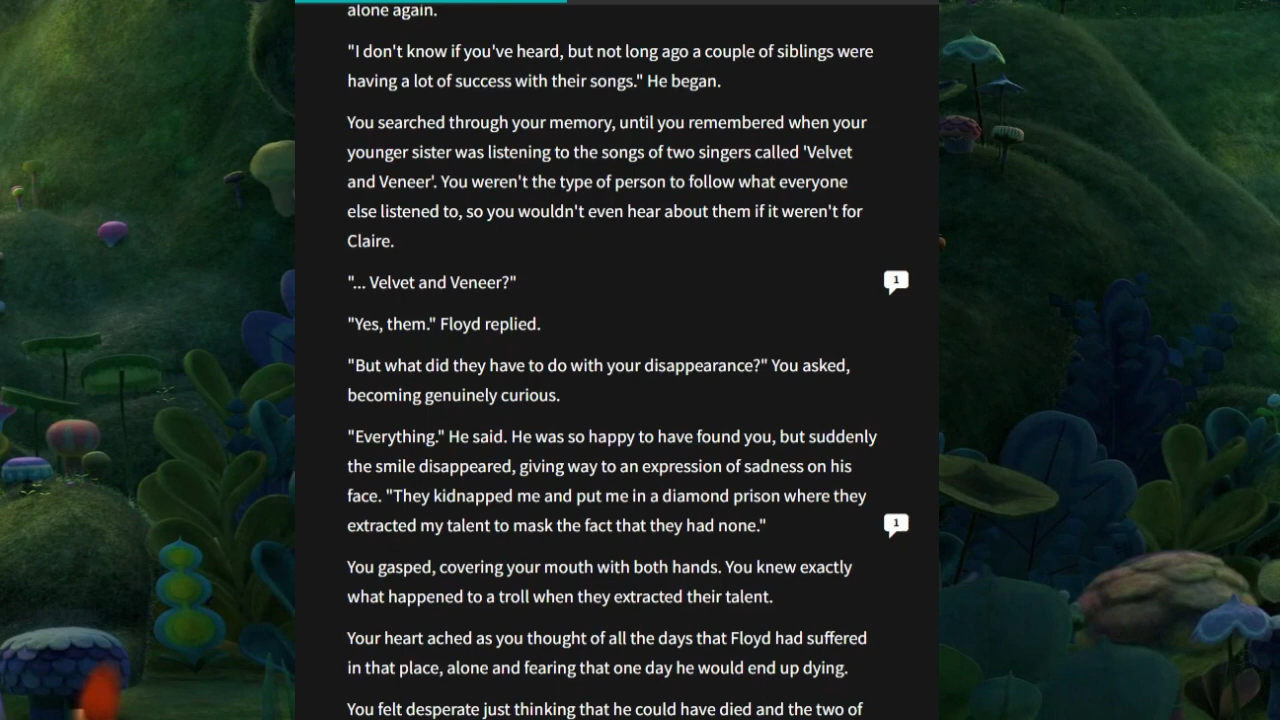 alone again.
"I don't know if you've heard, but not long ago a couple of siblings were
having a lot of success with their songs." He began.
You searched through your memory, until you remembered when your
younger sister was listening to the songs of two singers called 'Velvet
and Veneer'. You weren't the type of person to follow what everyone
else listened to, so you wouldn't even hear about them if it weren't for
Claire.
"... Velvet and Veneer?"
1
"Yes, them." Floyd replied.
"But what did they have to do with your disappearance?" You asked,
becoming genuinely curious.
"Everything." He said. He was so happy to have found you, but suddenly
the smile disappeared, giving way to an expression of sadness on his
face. "They kidnapped me and put me in a diamond prison where they
extracted my talent to mask the fact that they had none."
1
You gasped, covering your mouth with both hands. You knew exactly
what happened to a troll when they extracted their talent.
Your heart ached as you thought of all the days that Floyd had suffered
in that place, alone and fearing that one day he would end up dying.
You felt desperate just thinking that he could have died and the two of